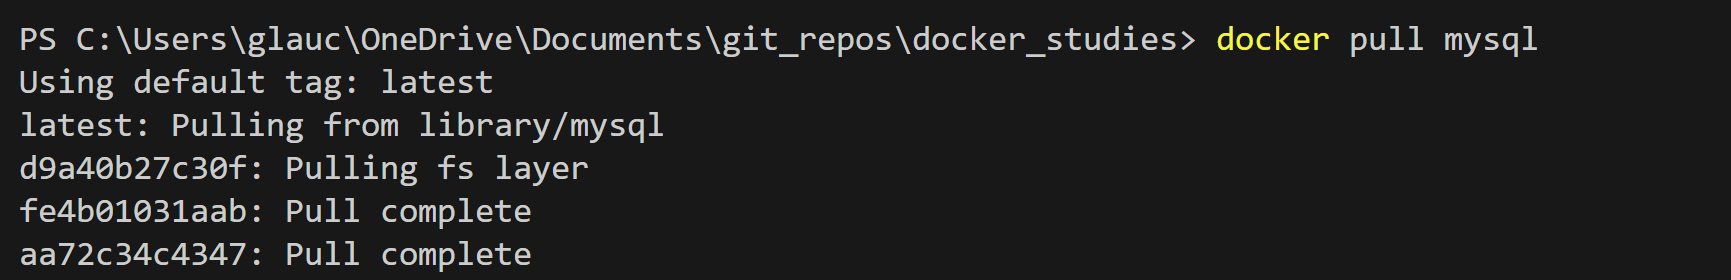 PS C:\Users\glauc\OneDrive\Documents\git_repos\docker_studies> docker pull mysql
Using default tag: latest
latest: Pulling from library/mysql
d9a40b27c30f: Pulling fs layer
fe4b01031aab: Pull complete
aa72c34c4347: Pull complete